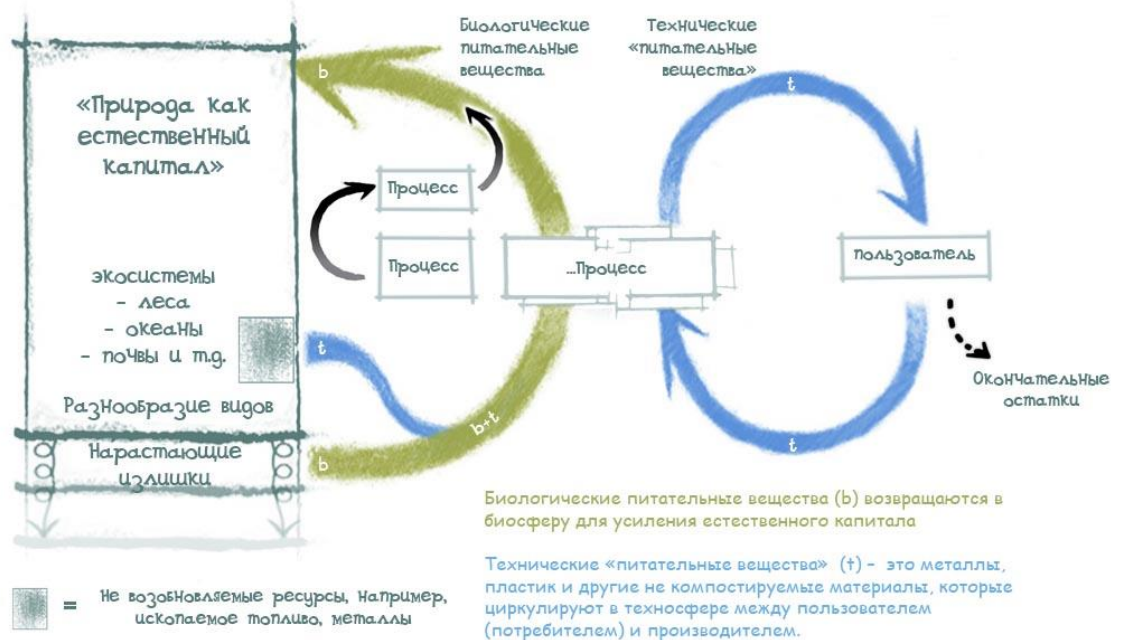 Биологические
питательные
вещества
Технические
«питательные
вещества»
b
t
«Природа как
естественный
капитал»
Процесс
Процесс
...Процесс
пользователь
экосистемы
- леса
- океаны
- почвы и т.д.
t
Окончательные
остатки
Разнообразие видов
b+t
t
Нарастающие
излишки
b
Биологические питательные вещества (b) возвращаются в
биосферу для усиления естественного капитала
Технические «питательные вещества» (t) - это металлы,
пластик и другие не компостируемые материалы, которые
циркулируют в техносфере между пользователем
(потребителем) и производителем.
= Не возобновляемые ресурсы, например,
ископаемое топливо, металлы